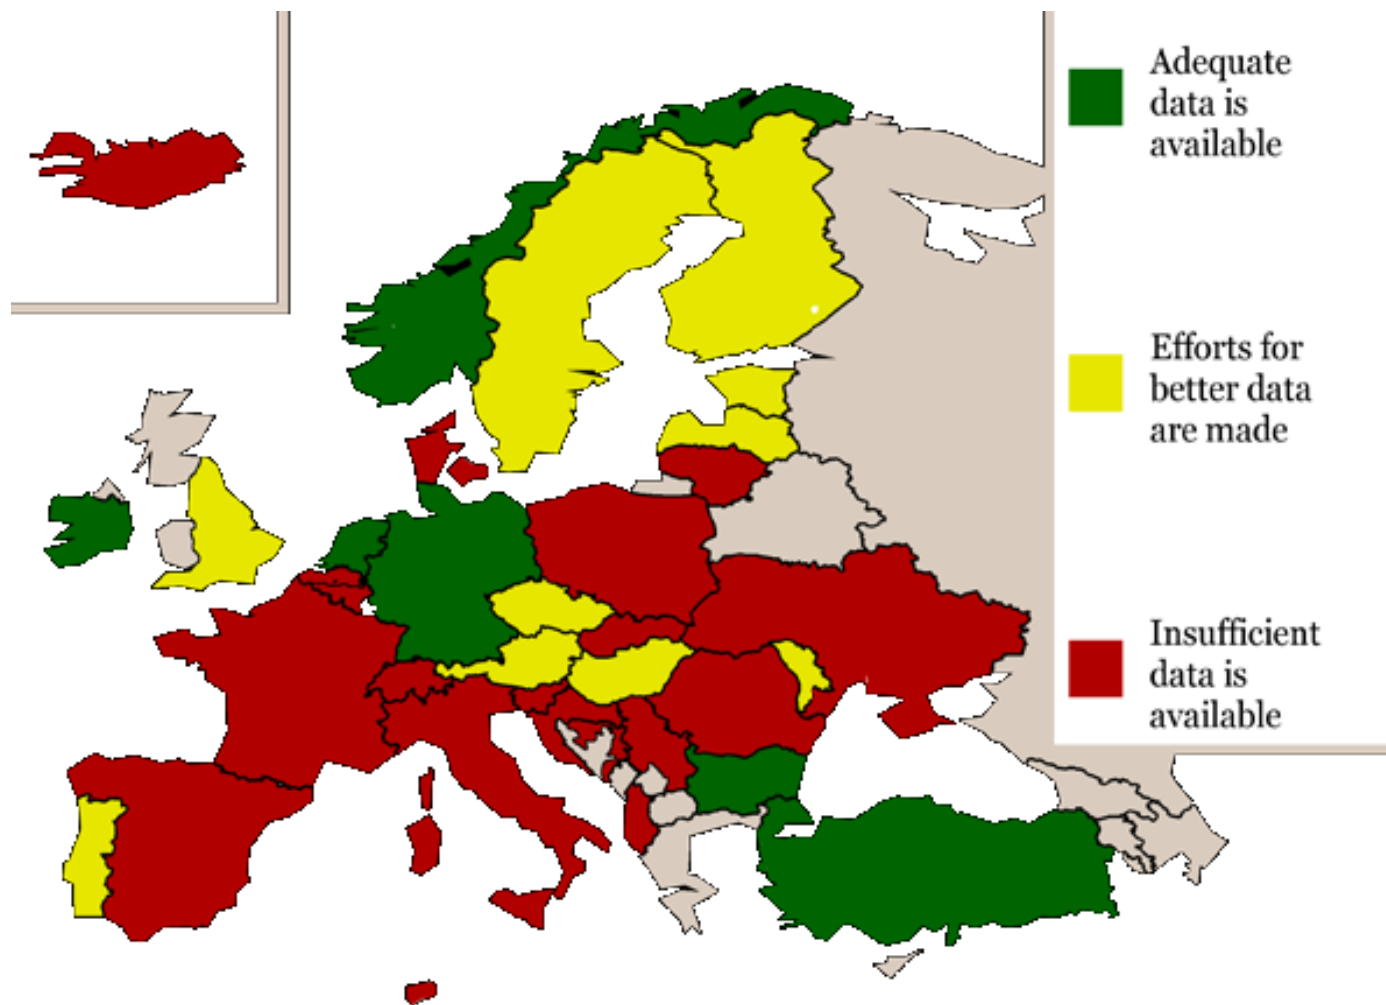 Adequate
data is
available
Efforts for
better data
are made
Insufficient
data is
available